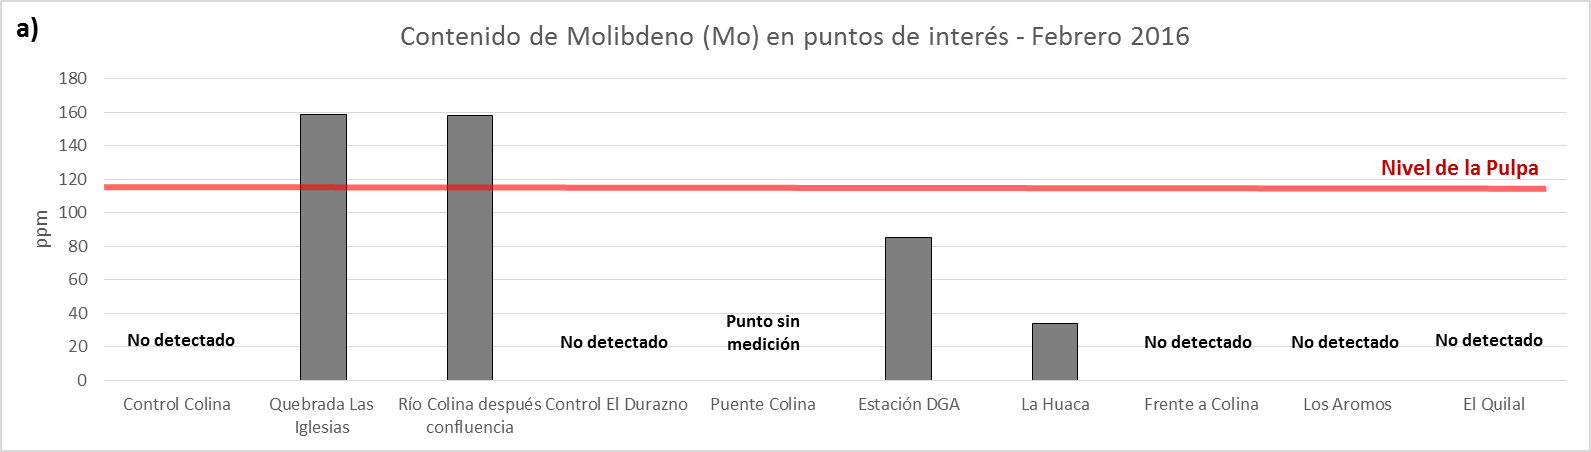 a)
Contenido de Molibdeno (Mo) en puntos de interés - Febrero 2016
180
160
140
120
100
80
60
40
20
0
ppm
Nivel de la Pulpa
No detectado
No detectado
Punto sin
medición
No detectado
No detectado
No detectado
Control Colina
Quebrada Las
Iglesias
Río Colina después
confluencia
Control El Durazno
Puente Colina
Estación DGA
La Huaca
Frente a Colina
Los Aromos
El Quilal